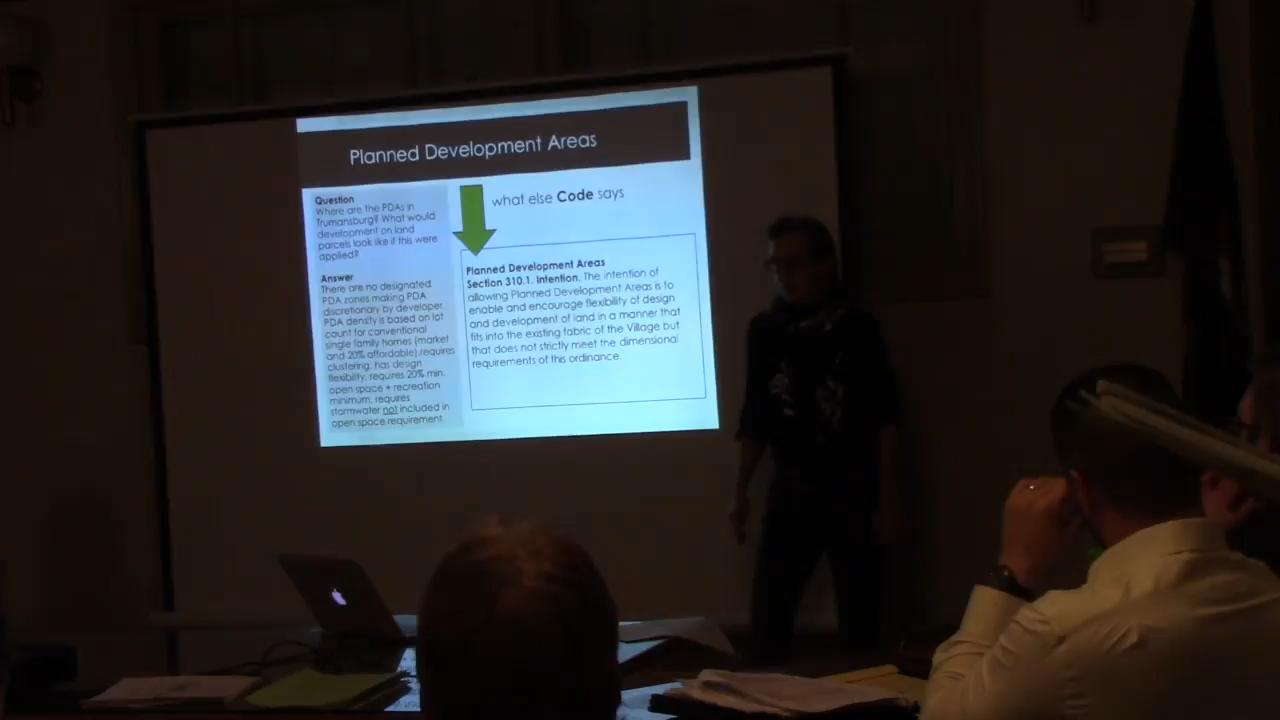 Planned Development Areas
Question
Where are the PDAs in
Trumansburg? What would
development on land
parcels look like if this were
applied?
Answer
There are no designated
PDA zones making PDA
discretionary by developer.
PDA density is based on lot
count for conventional
single family homes (market
and 20% affordable),requires
clustering, has design
flexibility, requires 20% min.
open space + recreation
minimum, requires
stormwater not included in
open space requirement.
what else Code says
Planned Development Areas
Section 310.1. Intention. The intention of
allowing Planned Development Areas is to
enable and encourage flexibility of design
and development of land in a manner that
fits into the existing fabric of the Village but
that does not strictly meet the dimensional
requirements of this ordinance.